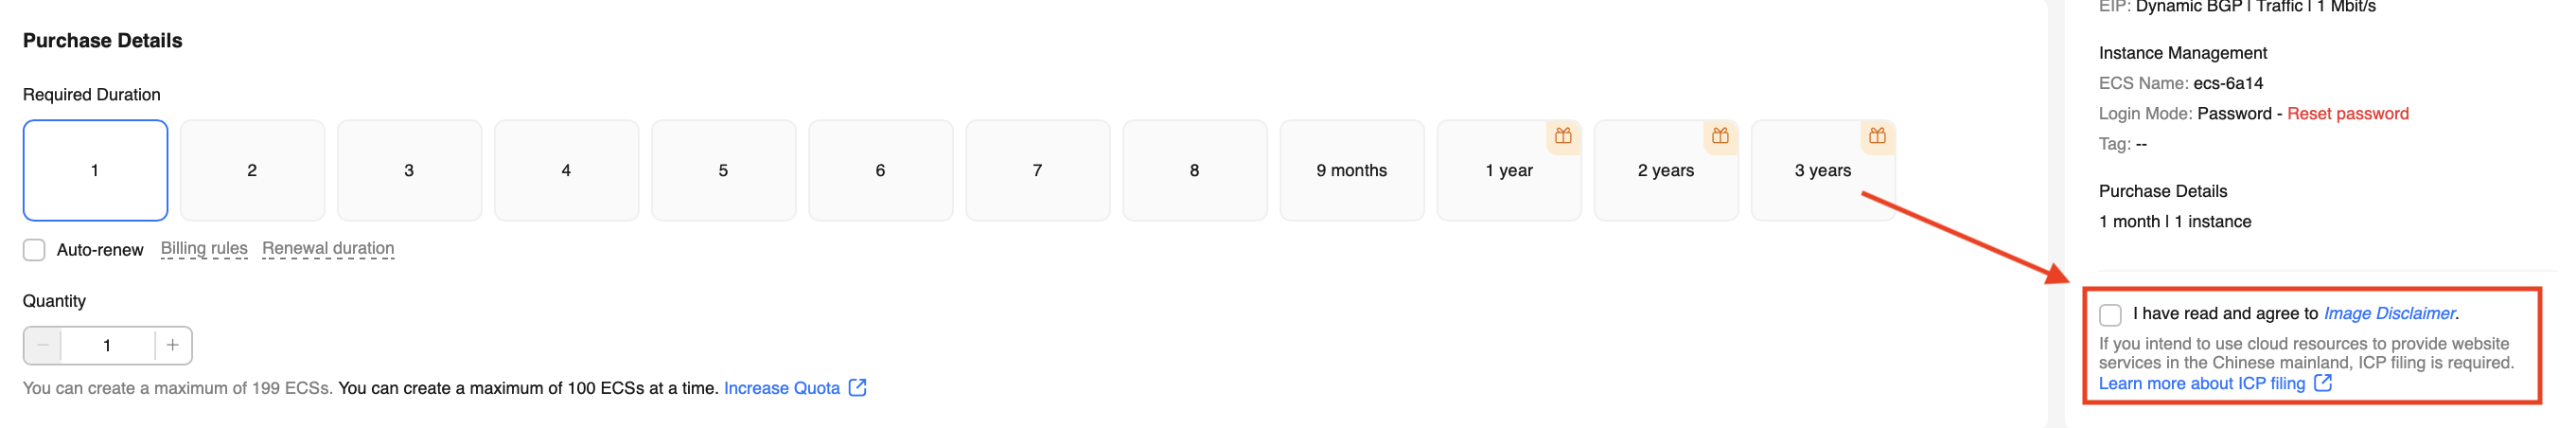 Purchase Details
Required Duration
1
2
3
4
5
6
7
8
9 months
1 year
2 years
3 years
Auto-renew Billing rules Renewal duration
Quantity
− 1 +
You can create a maximum of 199 ECSs. You can create a maximum of 100 ECSs at a time. Increase Quota
EIP: Dynamic BGP | Traffic | 1 Mbit/s
Instance Management
ECS Name: ecs-6a14
Login Mode: Password - Reset password
Tag: --
Purchase Details
1 month | 1 instance
I have read and agree to Image Disclaimer.
If you intend to use cloud resources to provide website
services in the Chinese mainland, ICP filing is required.
Learn more about ICP filing